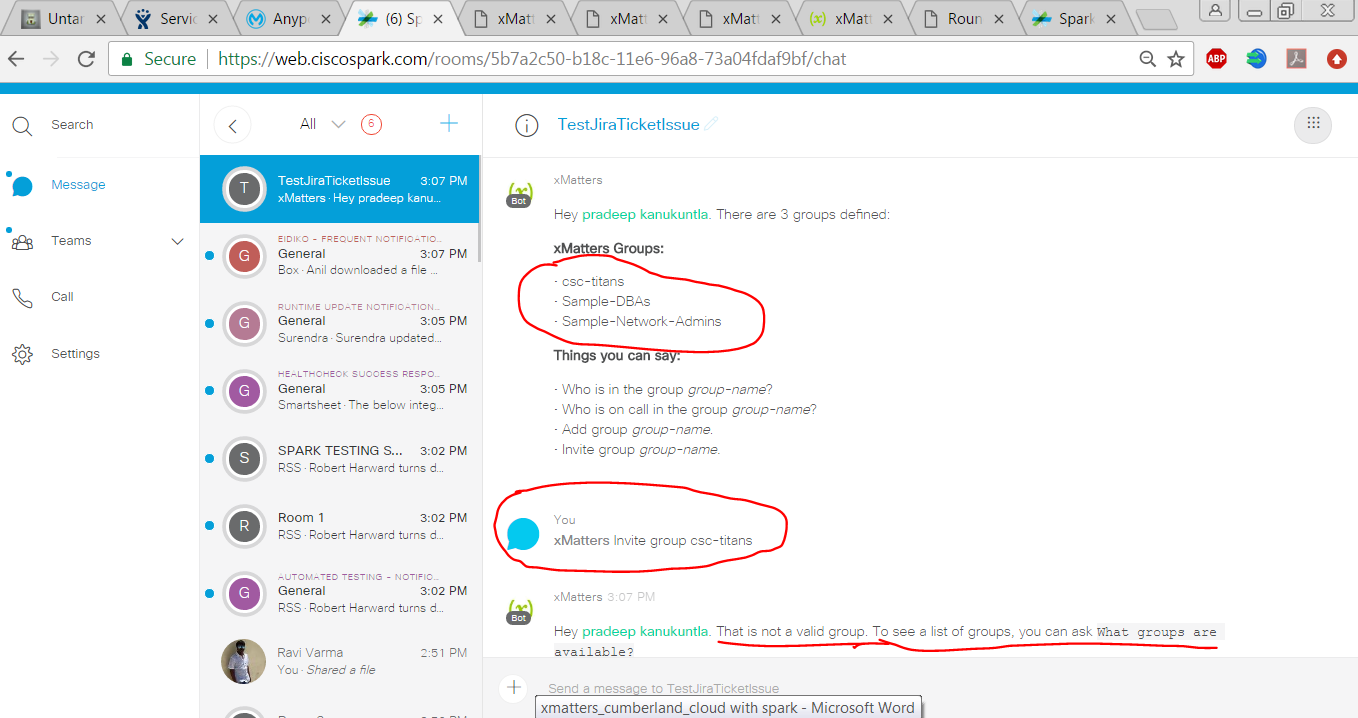 Untar
Servic
Anypo
(6) Sp
xMatt
xMatt
xMatt
xMatt
Roun
Spark
Secure
https://web.ciscospark.com/rooms/5b7a2c50-b18c-11e6-96a8-73a04fdaf9bf/chat
ABP
Search
Message
Teams
Call
Settings
All
6
T
TestJiraTicketIssue 3:07 PM
xMatters · Hey pradeep kanu...
EIDIKO - FREQUENT NOTIFICATIO..
G
General 3:07 PM
Box · Anil downloaded a file ...
RUNTIME UPDATE NOTIFICATION..
G
General 3:05 PM
Surendra · Surendra updated...
HEALTHCHECK SUCCESS RESPO..
G
General 3:05 PM
Smartsheet · The below integ...
S
SPARK TESTING S... 3:02 PM
RSS · Robert Harward turns d...
R
Room 1 3:02 PM
RSS · Robert Harward turns d...
AUTOMATED TESTING - NOTIFIC..
G
General 3:02 PM
RSS · Robert Harward turns d...
Ravi Varma 2:51 PM
You · Shared a file
TestJiraTicketIssue
xMatters
(x)
Bot
Hey pradeep kanukuntla. There are 3 groups defined:
xMatters Groups:
· csc-titans
· Sample-DBAs
· Sample-Network-Admins
Things you can say:
· Who is in the group group-name?
· Who is on call in the group group-name?
· Add group group-name.
· Invite group group-name.
You
xMatters Invite group csc-titans
xMatters 3:07 PM
(x)
Bot
Hey pradeep kanukuntla. That is not a valid group. To see a list of groups, you can ask What groups are
available?
Send a message to TestJiraTicketIssue
xmatters_cumberland_cloud with spark - Microsoft Word